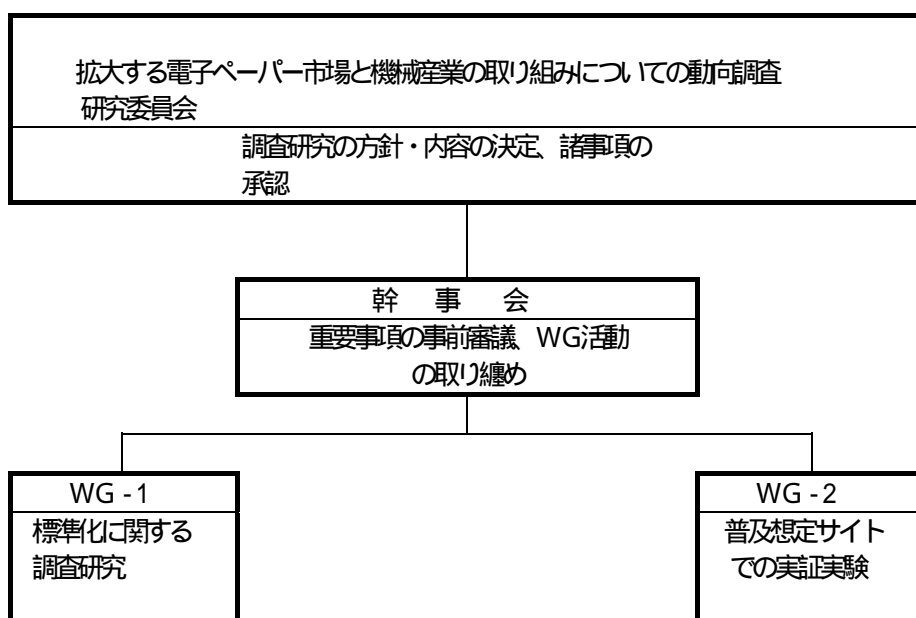 拡大する電子ペーパー市場と機械産業の取り組みについての動向調査
研究委員会
調査研究の方針・内容の決定、諸事項の
承認
幹 事 会
重要事項の事前審議、WG活動
の取り纏め
WG-1
標準化に関する
調査研究
WG-2
普及想定サイト
での実証実験